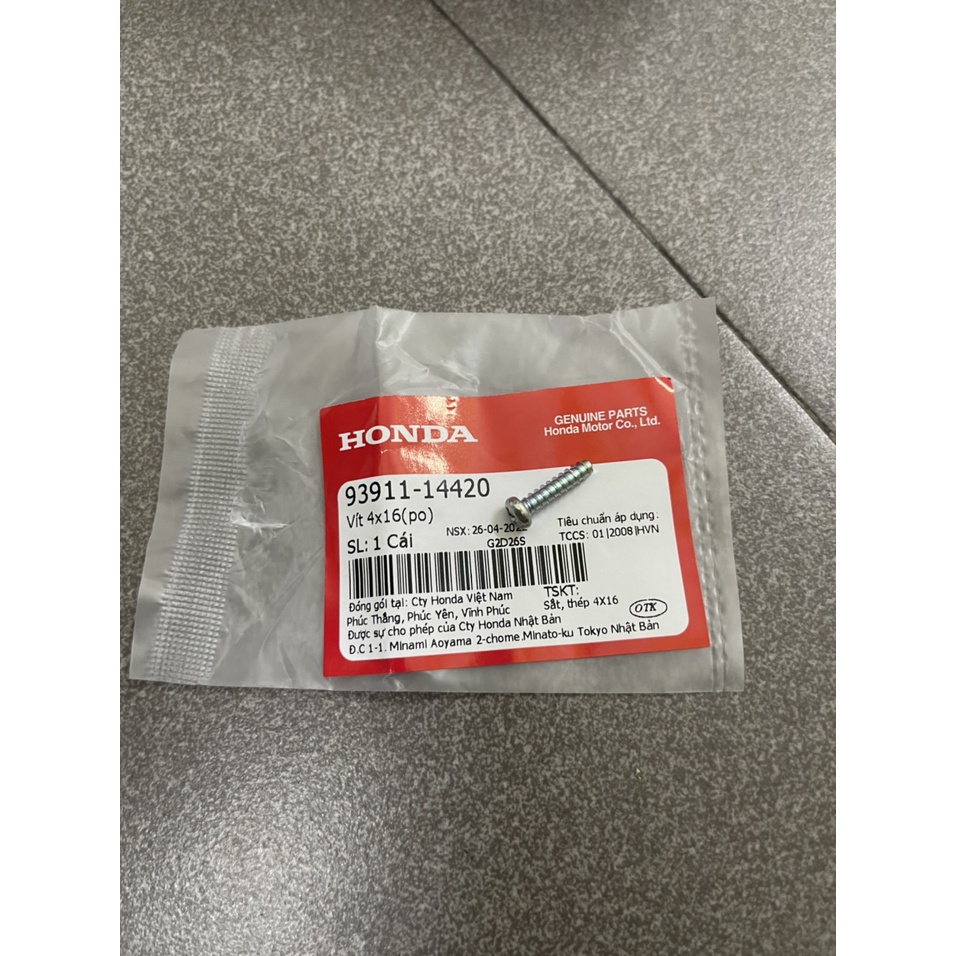 HONDA
GENUINE PARTS
Honda Motor Co., Ltd.
93911-14420
Vít 4x16(po)
SL: 1 Cái
NSX: 26-04-2022
G2D26S
Tiêu chuẩn áp dụng:
TCCS: 01|2008|HVN
Đóng gói tại: Cty Honda Việt Nam
Phúc Thắng, Phúc Yên, Vĩnh Phúc
TSKT:
Sắt, thép 4X16
OTK
Được sự cho phép của Cty Honda Nhật Bản
Đ.C 1-1. Minami Aoyama 2-chome.Minato-ku Tokyo Nhật Bản